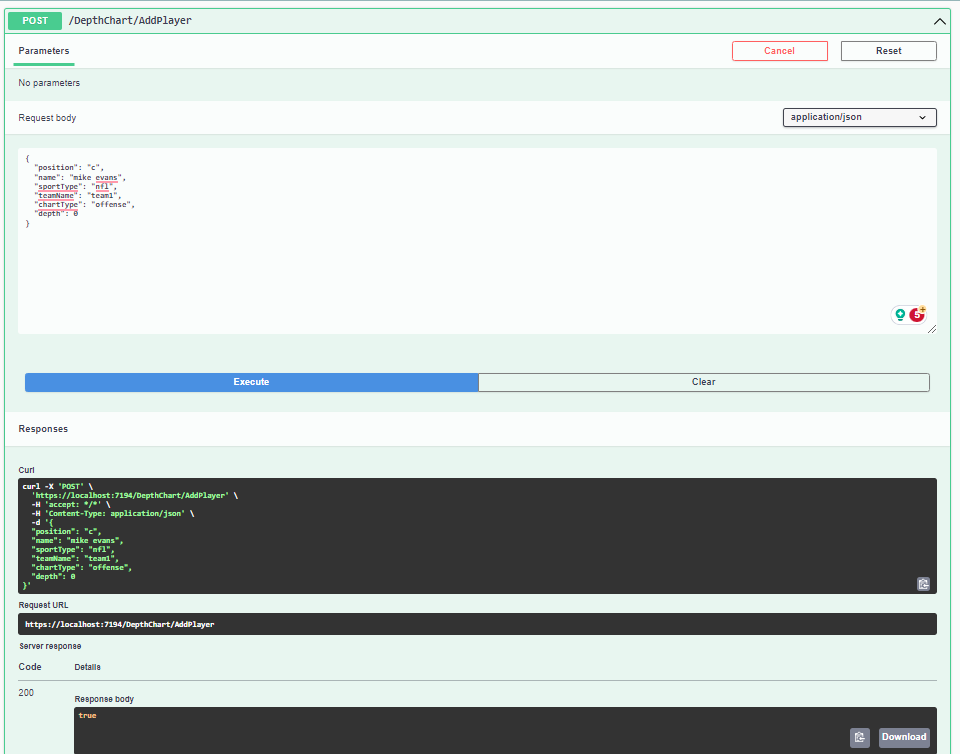 POST /DepthChart/AddPlayer
Parameters
Cancel
Reset
No parameters
Request body
application/json
{
  "position": "c",
  "name": "mike evans",
  "sportType": "nfl",
  "teamName": "team1",
  "chartType": "offense",
  "depth": 0
}
Execute
Clear
Responses
Curl
curl -X 'POST' \
  'https://localhost:7194/DepthChart/AddPlayer' \
  -H 'accept: */*' \
  -H 'Content-Type: application/json' \
  -d '{
  "position": "c",
  "name": "mike evans",
  "sportType": "nfl",
  "teamName": "team1",
  "chartType": "offense",
  "depth": 0
}'
Request URL
https://localhost:7194/DepthChart/AddPlayer
Server response
Code Details
200
Response body
true
Download